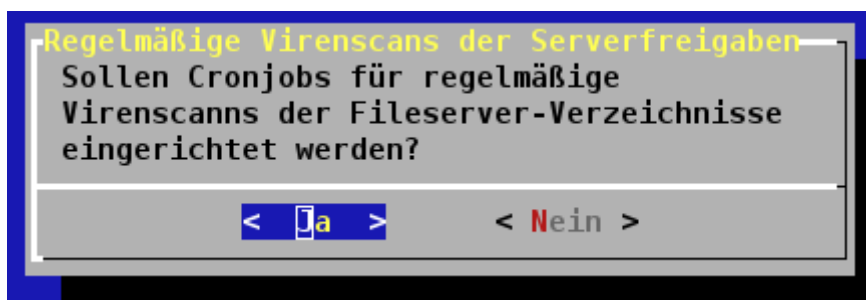 Regelmäßige Virenscans der Serverfreigaben
Sollen Cronjobs für regelmäßige
Virenscanns der Fileserver-Verzeichnisse
eingerichtet werden?
< Ja > < Nein >